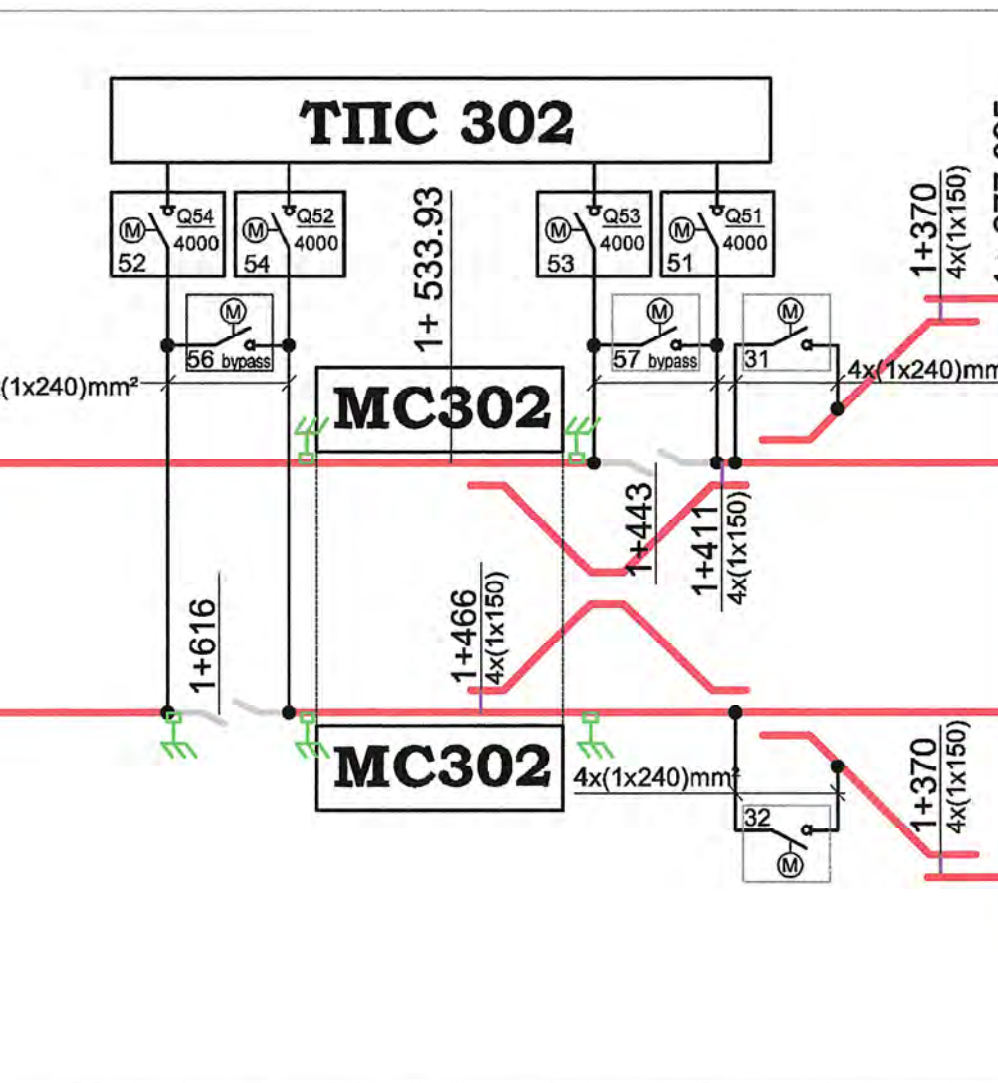 ТПС 302
M
Q54
4000
52
M
Q52
4000
54
M
Q53
4000
53
M
Q51
4000
51
1+ 533.93
1+370
4x(1x150)
M
56 bypass
M
57 bypass
M
31
(1x240)mm²
4x(1x240)mm
МС302
1+443
1+411
4x(1x150)
1+616
1+466
4x(1x150)
МС302
4x(1x240)mm²
32
M
1+370
4x(1x150)